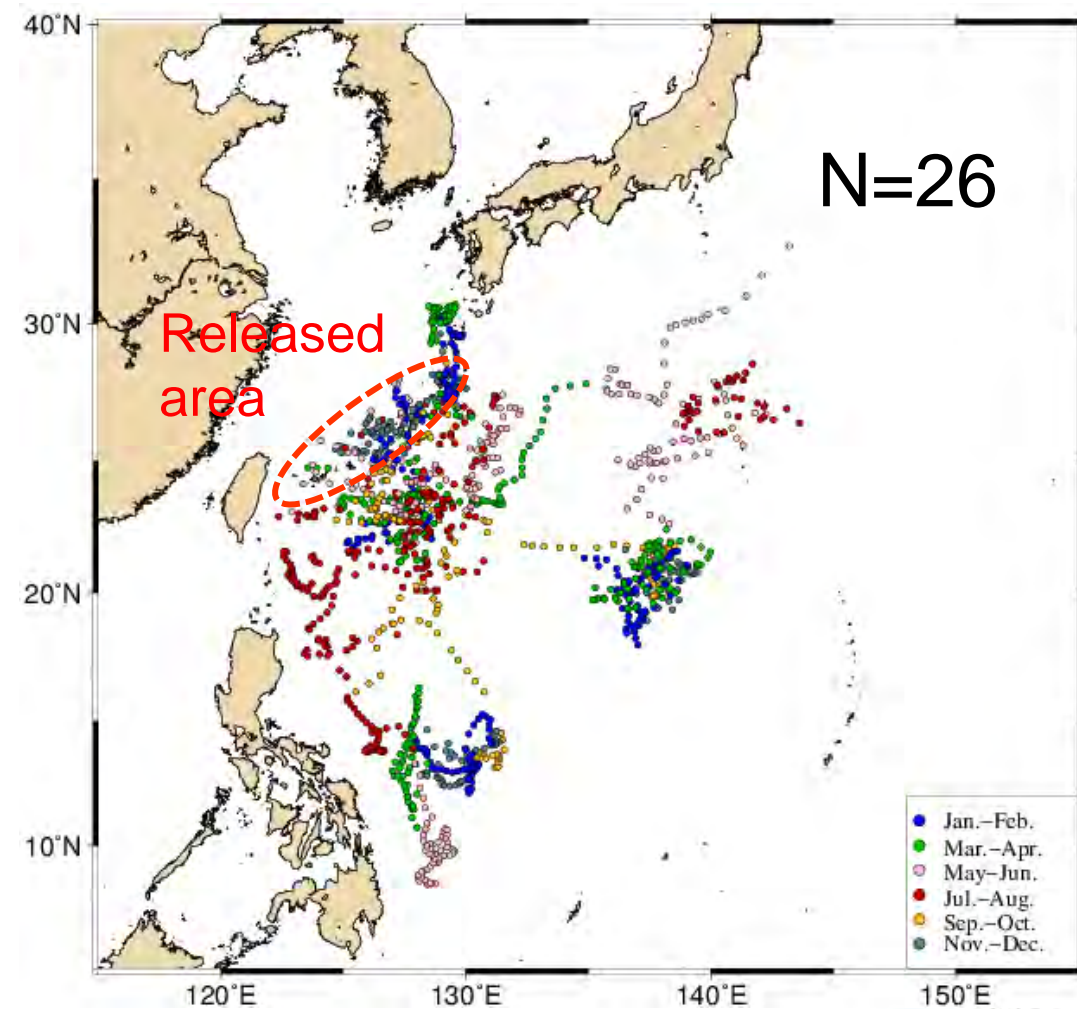 40°N
N=26
30°N
Released
area
20°N
10°N
Jan.–Feb.
Mar.–Apr.
May–Jun.
Jul.–Aug.
Sep.–Oct.
Nov.–Dec.
120°E
130°E
140°E
150°E